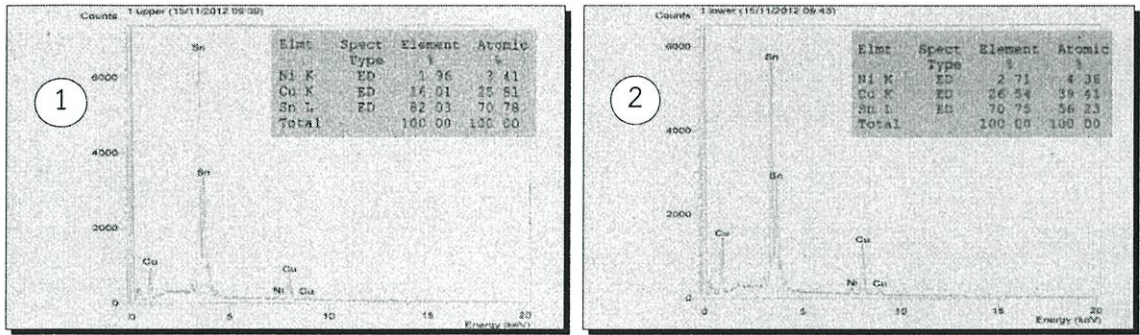 1
Counts
1 upper (15/11/2012
6000
4000
2000
0
Sn
Sn
Cu
Cu
Ni
Cu
Elmt Spect Element Atomic
Type % %
Ni K ED 1 96 3 41
Cu K ED 16 01 25 81
Sn L ED 82 03 70 78
Total 100 00 100 00
0 5 10 15 20
Energy (keV)
2
Counts
1 lower (15/11/2012 09:43)
6000
4000
2000
0
Sn
Sn
Cu
Cu
Ni
Cu
Elmt Spect Element Atomic
Type % %
Ni K ED 2 71 4 36
Cu K ED 26 54 39 41
Sn L ED 70 75 56 23
Total 100 00 100 00
0 5 10 15 20
Energy (keV)